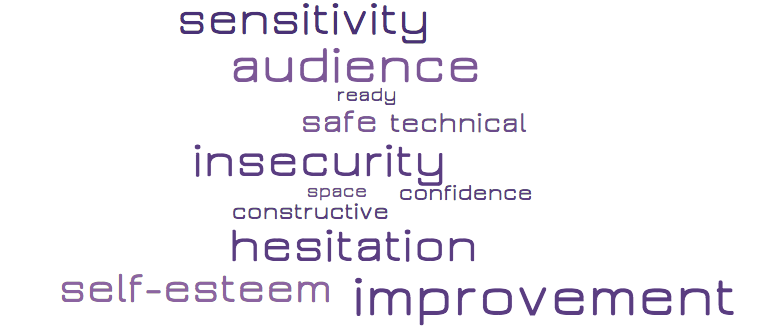 sensitivity
audience
ready
safe technical
insecurity
space confidence
constructive
hesitation
self-esteem improvement